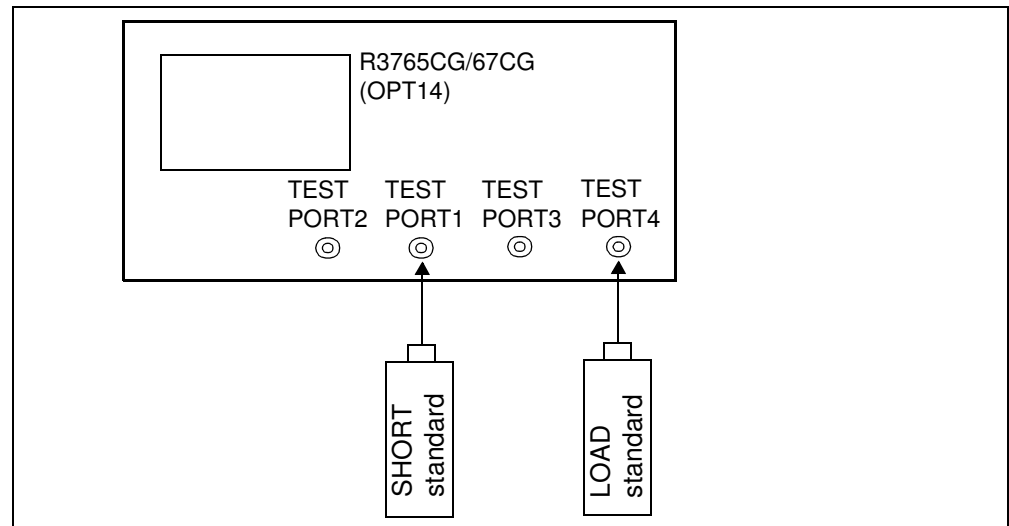 R3765CG/67CG
(OPT14)
TEST TEST TEST TEST
PORT2 PORT1 PORT3 PORT4
SHORT
standard
LOAD
standard